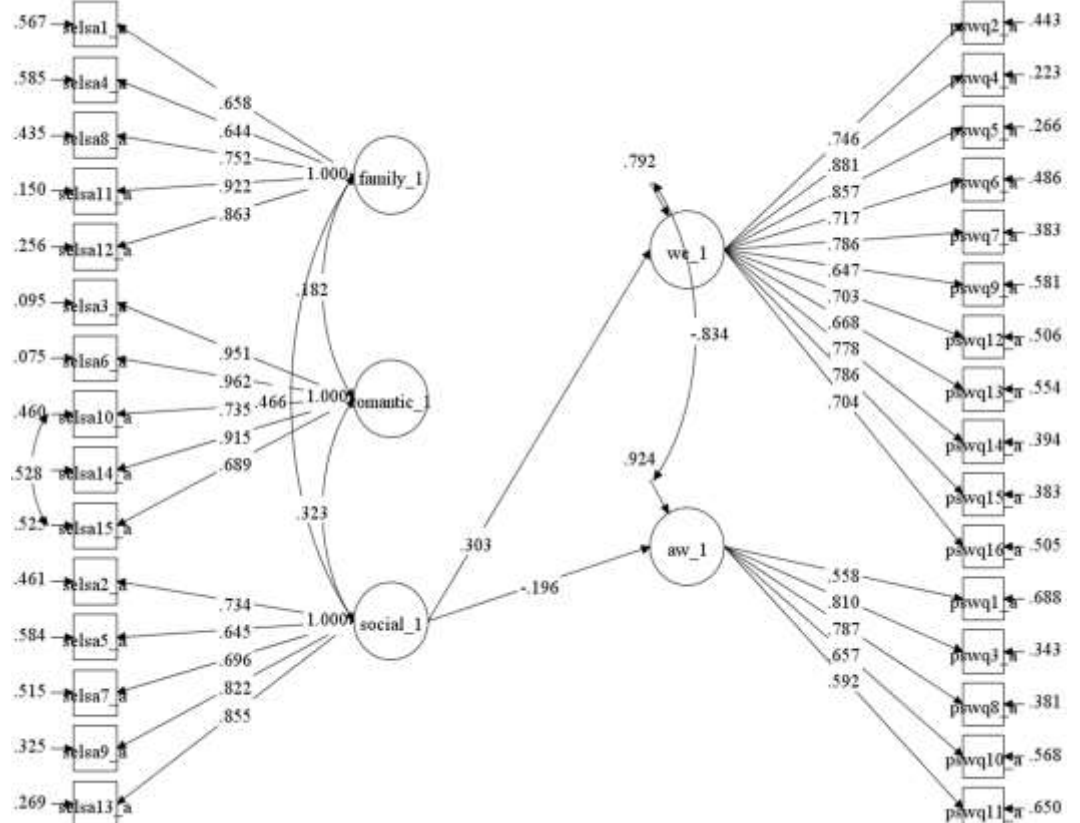 .567 selsa1_a
.585 selsa4_a
.435 selsa8_a
.150 selsa11_a
.256 selsa12_a
.095 selsa3_a
.075 selsa6_a
.460 selsa10_a
selsa14_a
.528
.525 selsa15_a
.461 selsa2_a
.584 selsa5_a
.515 selsa7_a
.325 selsa9_a
.269 selsa13_a
.658
.644
.752
.922
.863
1.000 family_1
.182
.951
.962
.735
.915
.689
.466
1.000 romantic_1
.323
.734
.645
.696
.822
.855
1.000 social_1
.303
-.196
.792
we_1
-.834
.924
aw_1
.746
.881
.857
.717
.786
.647
.703
.668
.778
.786
.704
.558
.810
.787
.657
.592
pswq2_a .443
pswq4_a .223
pswq5_a .266
pswq6_a .486
pswq7_a .383
pswq9_a .581
pswq12_a .506
pswq13_a .554
pswq14_a .394
pswq15_a .383
pswq16_a .505
pswq1_a .688
pswq3_a .343
pswq8_a .381
pswq10_a .568
pswq11_a .650